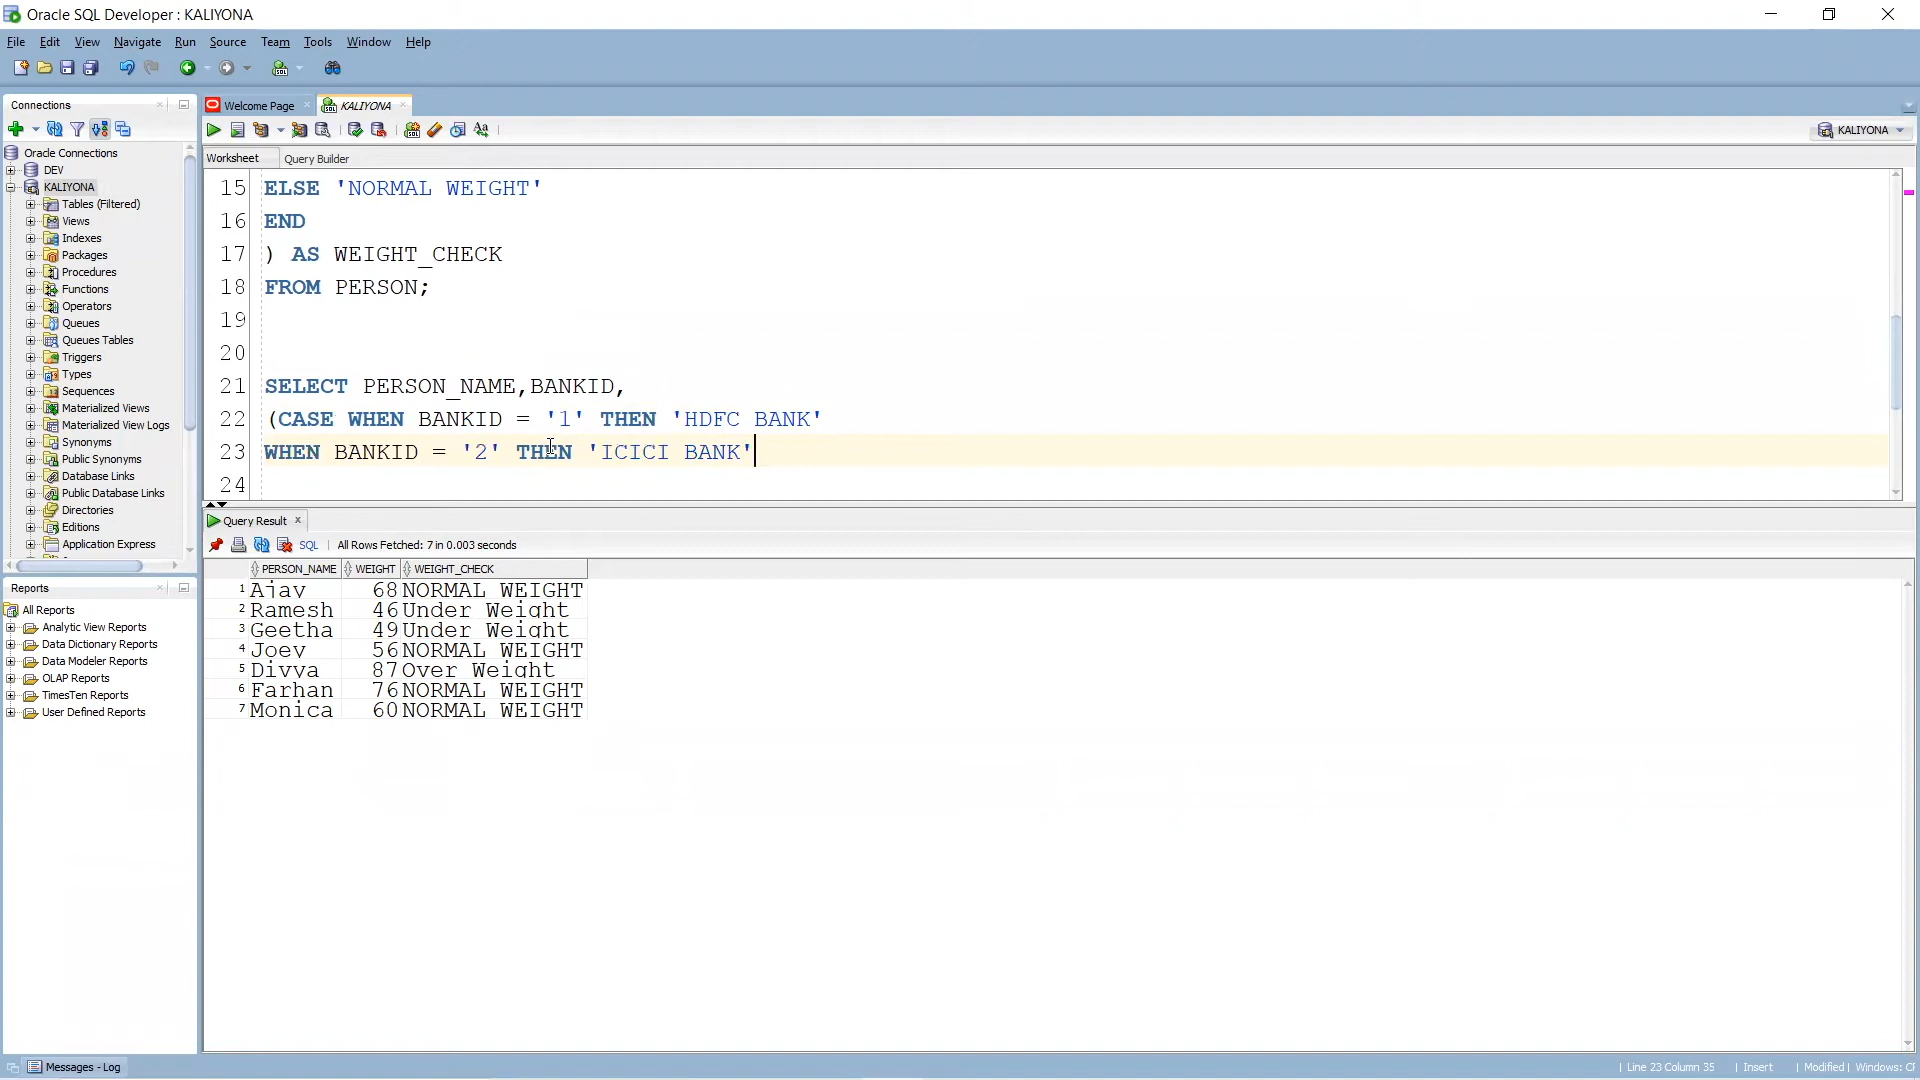 Oracle SQL Developer : KALIYONA
File Edit View Navigate Run Source Team Tools Window Help
Connections
Oracle Connections
DEV
KALIYONA
Tables (Filtered)
Views
Indexes
Packages
Procedures
Functions
Operators
Queues
Queues Tables
Triggers
Types
Sequences
Materialized Views
Materialized View Logs
Synonyms
Public Synonyms
Database Links
Public Database Links
Directories
Editions
Application Express
Reports
All Reports
Analytic View Reports
Data Dictionary Reports
Data Modeler Reports
OLAP Reports
TimesTen Reports
User Defined Reports
Welcome Page KALIYONA
KALIYONA
Worksheet Query Builder
15 ELSE 'NORMAL WEIGHT'
16 END
17 ) AS WEIGHT_CHECK
18 FROM PERSON;
19
20
21 SELECT PERSON_NAME,BANKID,
22 (CASE WHEN BANKID = '1' THEN 'HDFC BANK'
23 WHEN BANKID = '2' THEN 'ICICI BANK'
24
Query Result
SQL All Rows Fetched: 7 in 0.003 seconds
PERSON_NAME WEIGHT WEIGHT_CHECK
1 Ajay 68 NORMAL WEIGHT
2 Ramesh 46 Under Weight
3 Geetha 49 Under Weight
4 Joey 56 NORMAL WEIGHT
5 Divya 87 Over Weight
6 Farhan 76 NORMAL WEIGHT
7 Monica 60 NORMAL WEIGHT
Messages - Log
Line 23 Column 35 Insert Modified Windows: CF